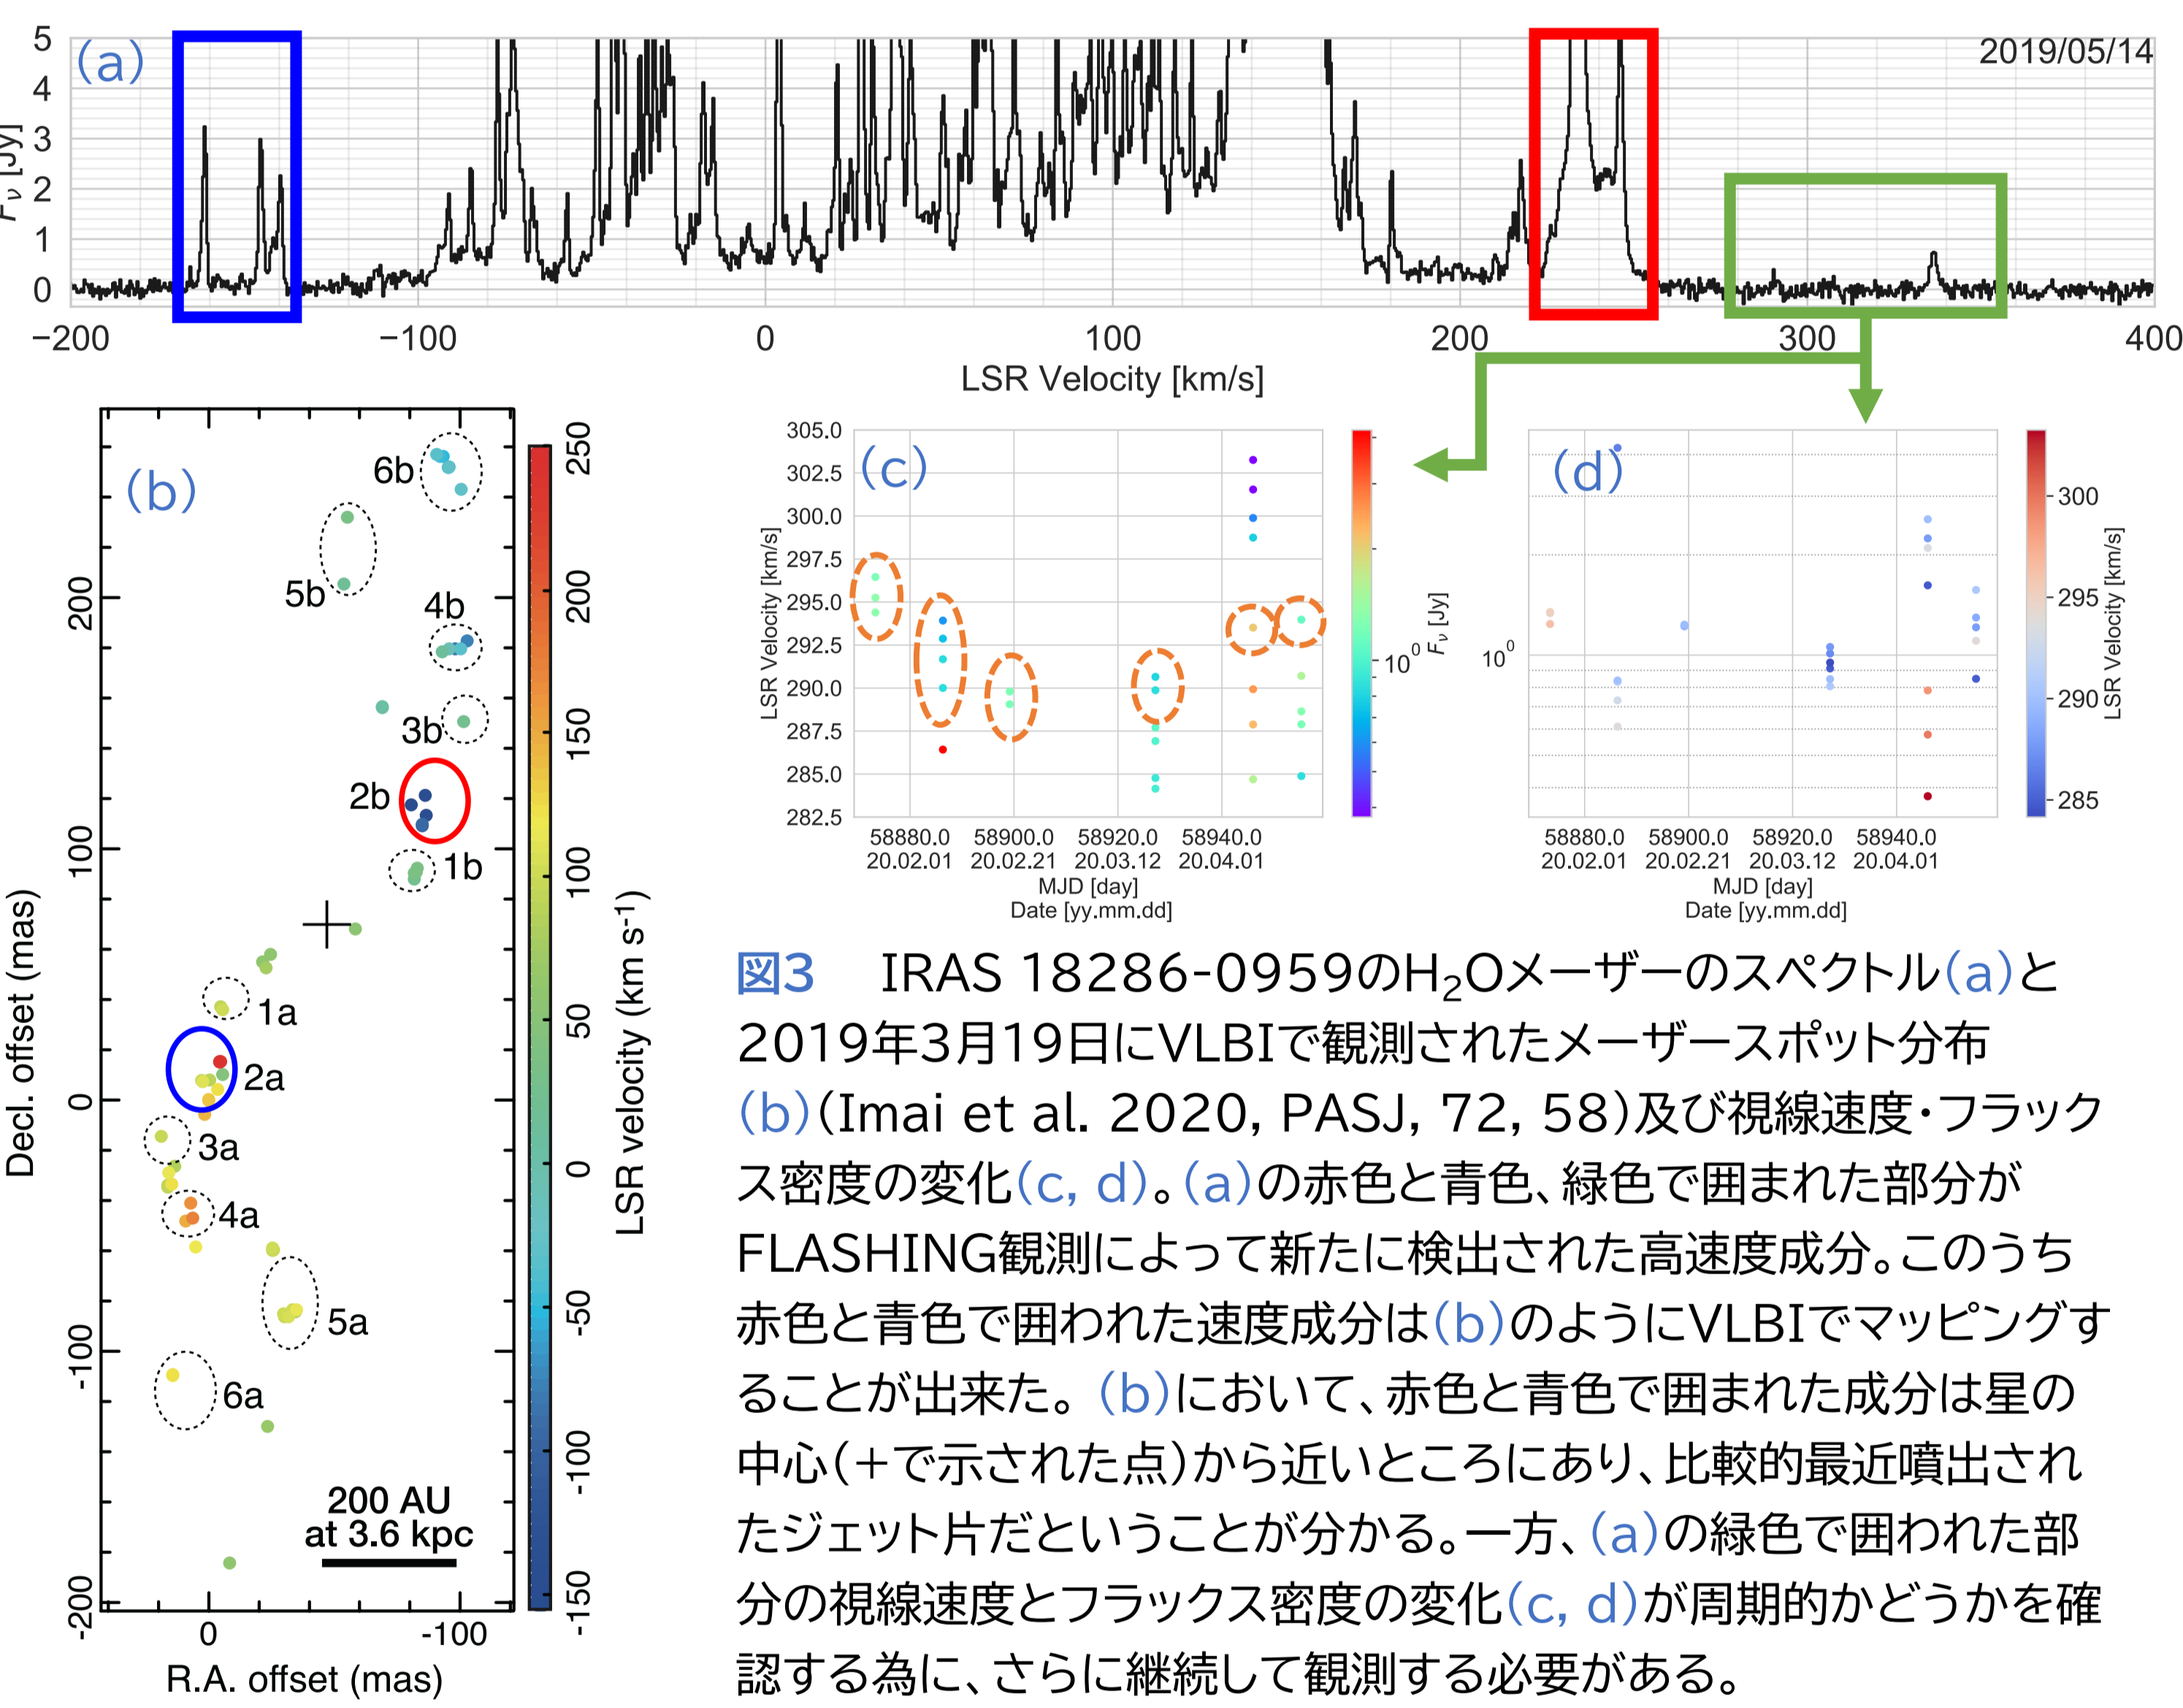 (a)
2019/05/14
5
4
3
2
1
0
Fν [Jy]
−200
−100
0
100
200
300
400
LSR Velocity [km/s]
(b)
6b
5b
4b
3b
2b
1b
1a
2a
3a
4a
5a
6a
200
100
0
-100
-200
Decl. offset (mas)
200 AU
at 3.6 kpc
0
-100
R.A. offset (mas)
250
200
150
100
50
0
-50
-100
-150
LSR velocity (km s-1)
(c)
305.0
302.5
300.0
297.5
295.0
292.5
290.0
287.5
285.0
282.5
LSR Velocity [km/s]
58880.0 58900.0 58920.0 58940.0
20.02.01 20.02.21 20.03.12 20.04.01
MJD [day]
Date [yy.mm.dd]
10⁰
Fν [Jy]
(d)
10⁰
58880.0 58900.0 58920.0 58940.0
20.02.01 20.02.21 20.03.12 20.04.01
MJD [day]
Date [yy.mm.dd]
300
295
290
285
LSR Velocity [km/s]
図3 IRAS 18286-0959のH₂Oメーザーのスペクトル(a)と
2019年3月19日にVLBIで観測されたメーザースポット分布
(b)(Imai et al. 2020, PASJ, 72, 58)及び視線速度・フラック
ス密度の変化(c, d)。(a)の赤色と青色、緑色で囲まれた部分が
FLASHING観測によって新たに検出された高速度成分。このうち
赤色と青色で囲われた速度成分は(b)のようにVLBIでマッピングす
ることが出来た。(b)において、赤色と青色で囲まれた成分は星の
中心(+で示された点)から近いところにあり、比較的最近噴出され
たジェット片だということが分かる。一方、(a)の緑色で囲われた部
分の視線速度とフラックス密度の変化(c, d)が周期的かどうかを確
認する為に、さらに継続して観測する必要がある。